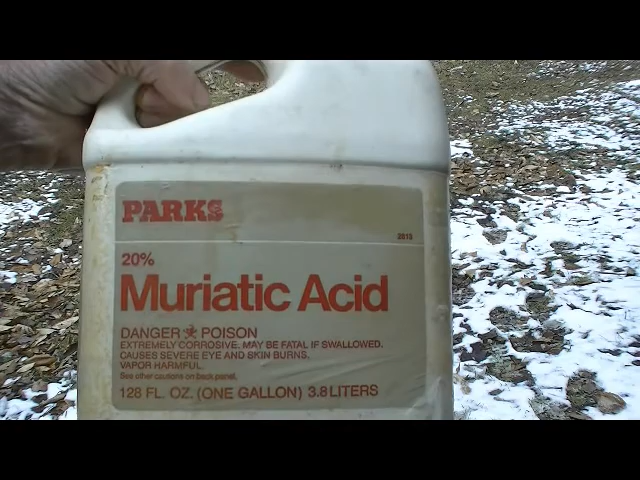 PARKS
2015
20%
Muriatic Acid
DANGER POISON
EXTREMELY CORROSIVE. MAY BE FATAL IF SWALLOWED.
CAUSES SEVERE EYE AND SKIN BURNS.
VAPOR HARMFUL.
See other cautions on back panel.
128 FL. OZ. (ONE GALLON) 3.8 LITERS